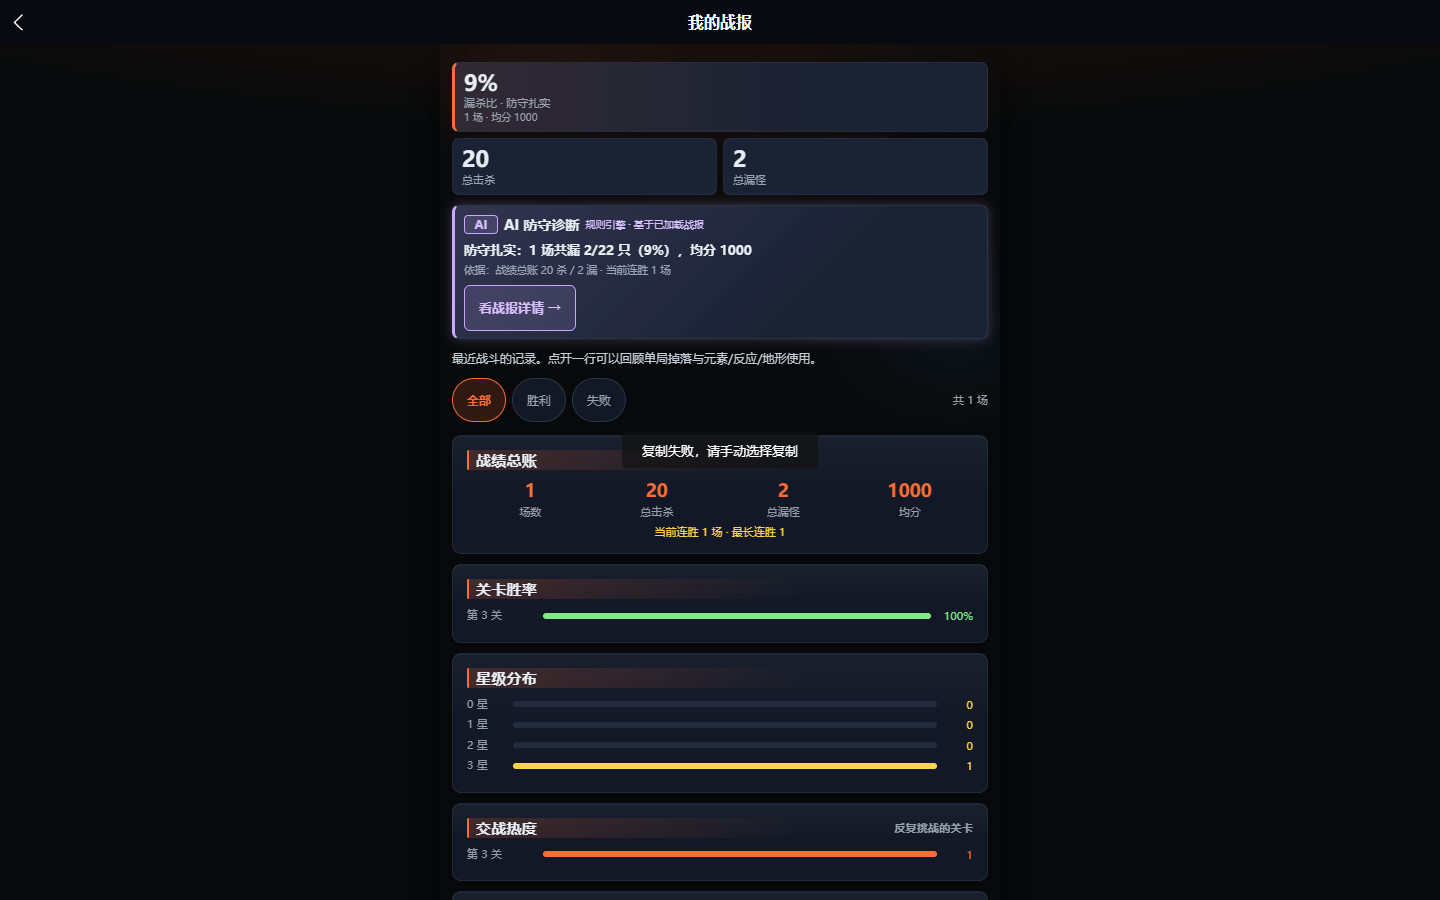 我的战报
9%
漏杀比 · 防守扎实
1 场 · 均分 1000
20
总击杀
2
总漏怪
AI AI 防守诊断 规则引擎 · 基于已加载战报
防守扎实：1 场共漏 2/22 只（9%），均分 1000
依据：战绩总账 20 杀 / 2 漏 · 当前连胜 1 场
看战报详情 →
最近战斗的记录。点开一行可以回顾单局掉落与元素/反应/地形使用。
全部 胜利 失败 共 1 场
复制失败，请手动选择复制
战绩总账
1 20 2 1000
场数 总击杀 总漏怪 均分
当前连胜 1 场 · 最长连胜 1
关卡胜率
第 3 关 100%
星级分布
0 星 0
1 星 0
2 星 0
3 星 1
交战热度 反复挑战的关卡
第 3 关 1